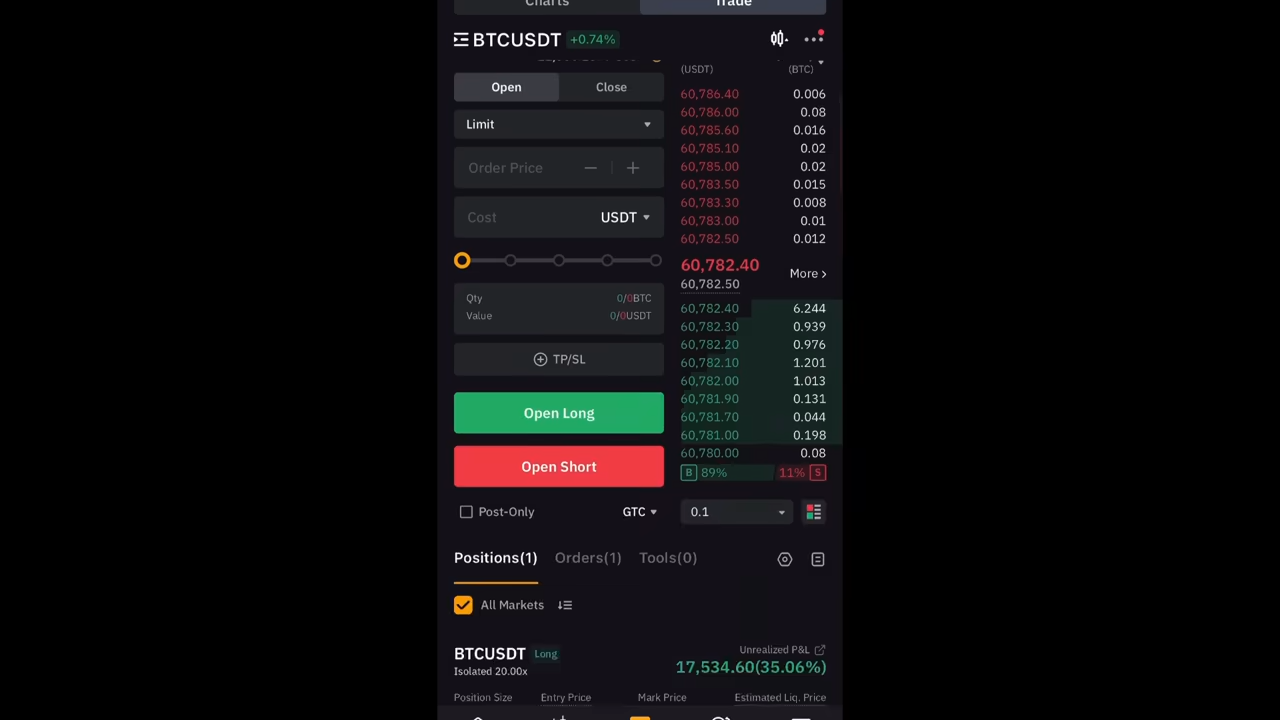 Charts
Trade
BTCUSDT +0.74%
(USDT) (BTC)
Open
Close
Limit
Order Price
Cost USDT
Qty 0/0BTC
Value 0/0USDT
TP/SL
Open Long
Open Short
Post-Only GTC
60,786.40 0.006
60,786.00 0.08
60,785.60 0.016
60,785.10 0.02
60,785.00 0.02
60,783.50 0.015
60,783.30 0.008
60,783.00 0.01
60,782.50 0.012
60,782.40
60,782.50
More
60,782.40 6.244
60,782.30 0.939
60,782.20 0.976
60,782.10 1.201
60,782.00 1.013
60,781.90 0.131
60,781.70 0.044
60,781.00 0.198
60,780.00 0.08
B 89% 11% S
0.1
Positions(1) Orders(1) Tools(0)
All Markets
BTCUSDT Long
Isolated 20.00x
Unrealized P&L
17,534.60(35.06%)
Position Size Entry Price Mark Price Estimated Liq. Price